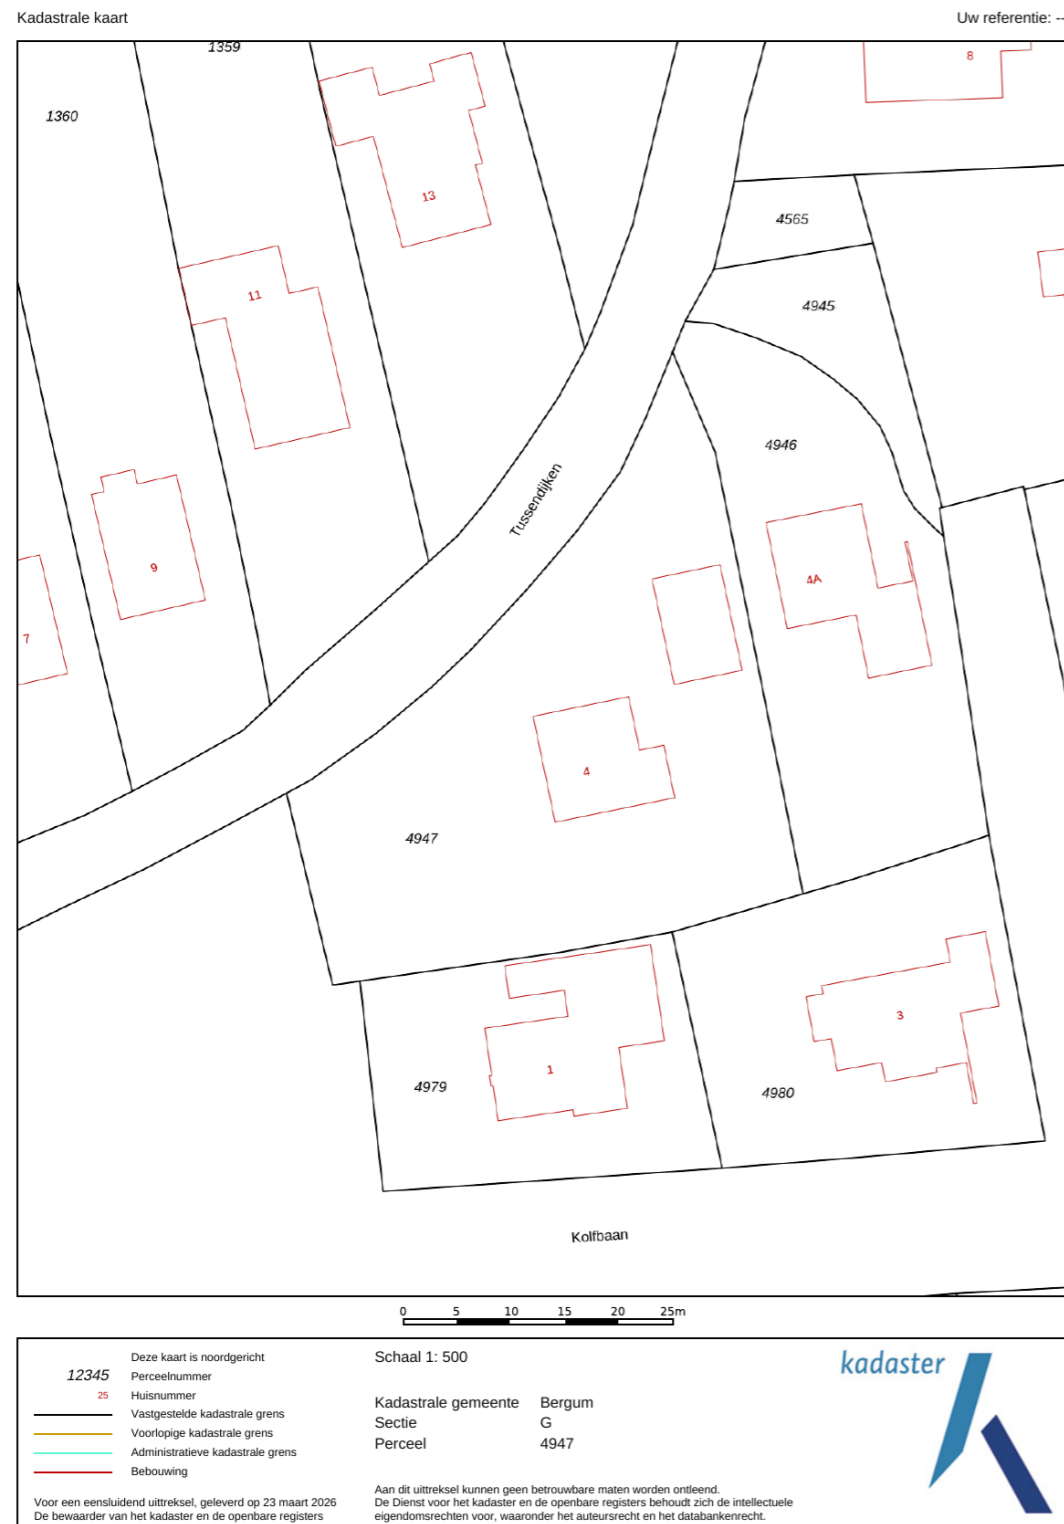 Kadastrale kaart
Uw referentie: --
1359
8
1360
13
4565
11
4945
4946
Tussendijken
9
4A
7
4
4947
3
1
4979
4980
Kolfbaan
0 5 10 15 20 25m
Deze kaart is noordgericht
12345 Perceelnummer
25 Huisnummer
Vastgestelde kadastrale grens
Voorlopige kadastrale grens
Administratieve kadastrale grens
Bebouwing
Voor een eensluidend uittreksel, geleverd op 23 maart 2026
De bewaarder van het kadaster en de openbare registers
Schaal 1: 500
Kadastrale gemeente Bergum
Sectie G
Perceel 4947
Aan dit uittreksel kunnen geen betrouwbare maten worden ontleend.
De Dienst voor het kadaster en de openbare registers behoudt zich de intellectuele
eigendomsrechten voor, waaronder het auteursrecht en het databankenrecht.
kadaster